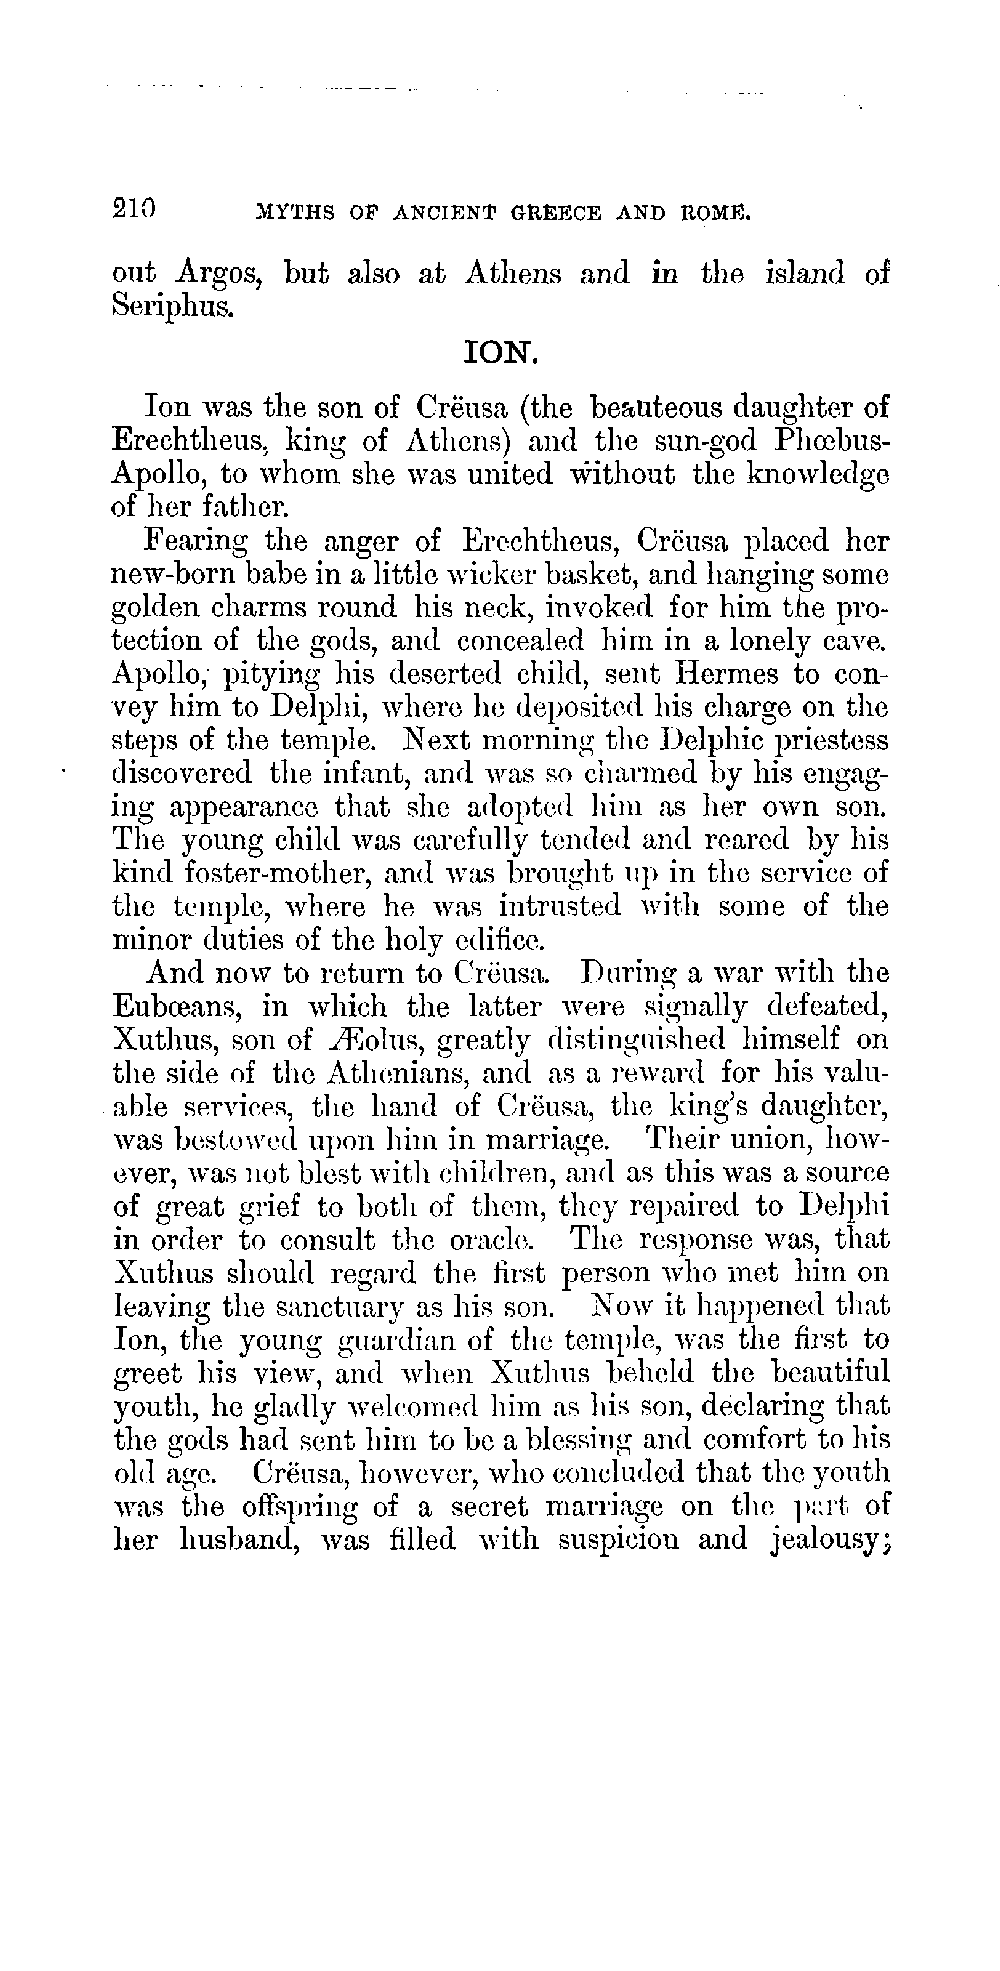 210 MYTHS OF ANCIENT GREECE AND ROME.
out Argos, but also at Athens and in the island of
Seriphus.
ION.
Ion was the son of Crëusa (the beauteous daughter of
Erechtheus, king of Athens) and the sun-god Phœbus-
Apollo, to whom she was united without the knowledge
of her father.
Fearing the anger of Erechtheus, Crëusa placed her
new-born babe in a little wicker basket, and hanging some
golden charms round his neck, invoked for him the pro-
tection of the gods, and concealed him in a lonely cave.
Apollo, pitying his deserted child, sent Hermes to con-
vey him to Delphi, where he deposited his charge on the
steps of the temple. Next morning the Delphic priestess
discovered the infant, and was so charmed by his engag-
ing appearance that she adopted him as her own son.
The young child was carefully tended and reared by his
kind foster-mother, and was brought up in the service of
the temple, where he was intrusted with some of the
minor duties of the holy edifice.
And now to return to Crëusa. During a war with the
Eubœans, in which the latter were signally defeated,
Xuthus, son of Æolus, greatly distinguished himself on
the side of the Athenians, and as a reward for his valu-
able services, the hand of Crëusa, the king's daughter,
was bestowed upon him in marriage. Their union, how-
ever, was not blest with children, and as this was a source
of great grief to both of them, they repaired to Delphi
in order to consult the oracle. The response was, that
Xuthus should regard the first person who met him on
leaving the sanctuary as his son. Now it happened that
Ion, the young guardian of the temple, was the first to
greet his view, and when Xuthus beheld the beautiful
youth, he gladly welcomed him as his son, declaring that
the gods had sent him to be a blessing and comfort to his
old age. Crëusa, however, who concluded that the youth
was the offspring of a secret marriage on the part of
her husband, was filled with suspicion and jealousy;